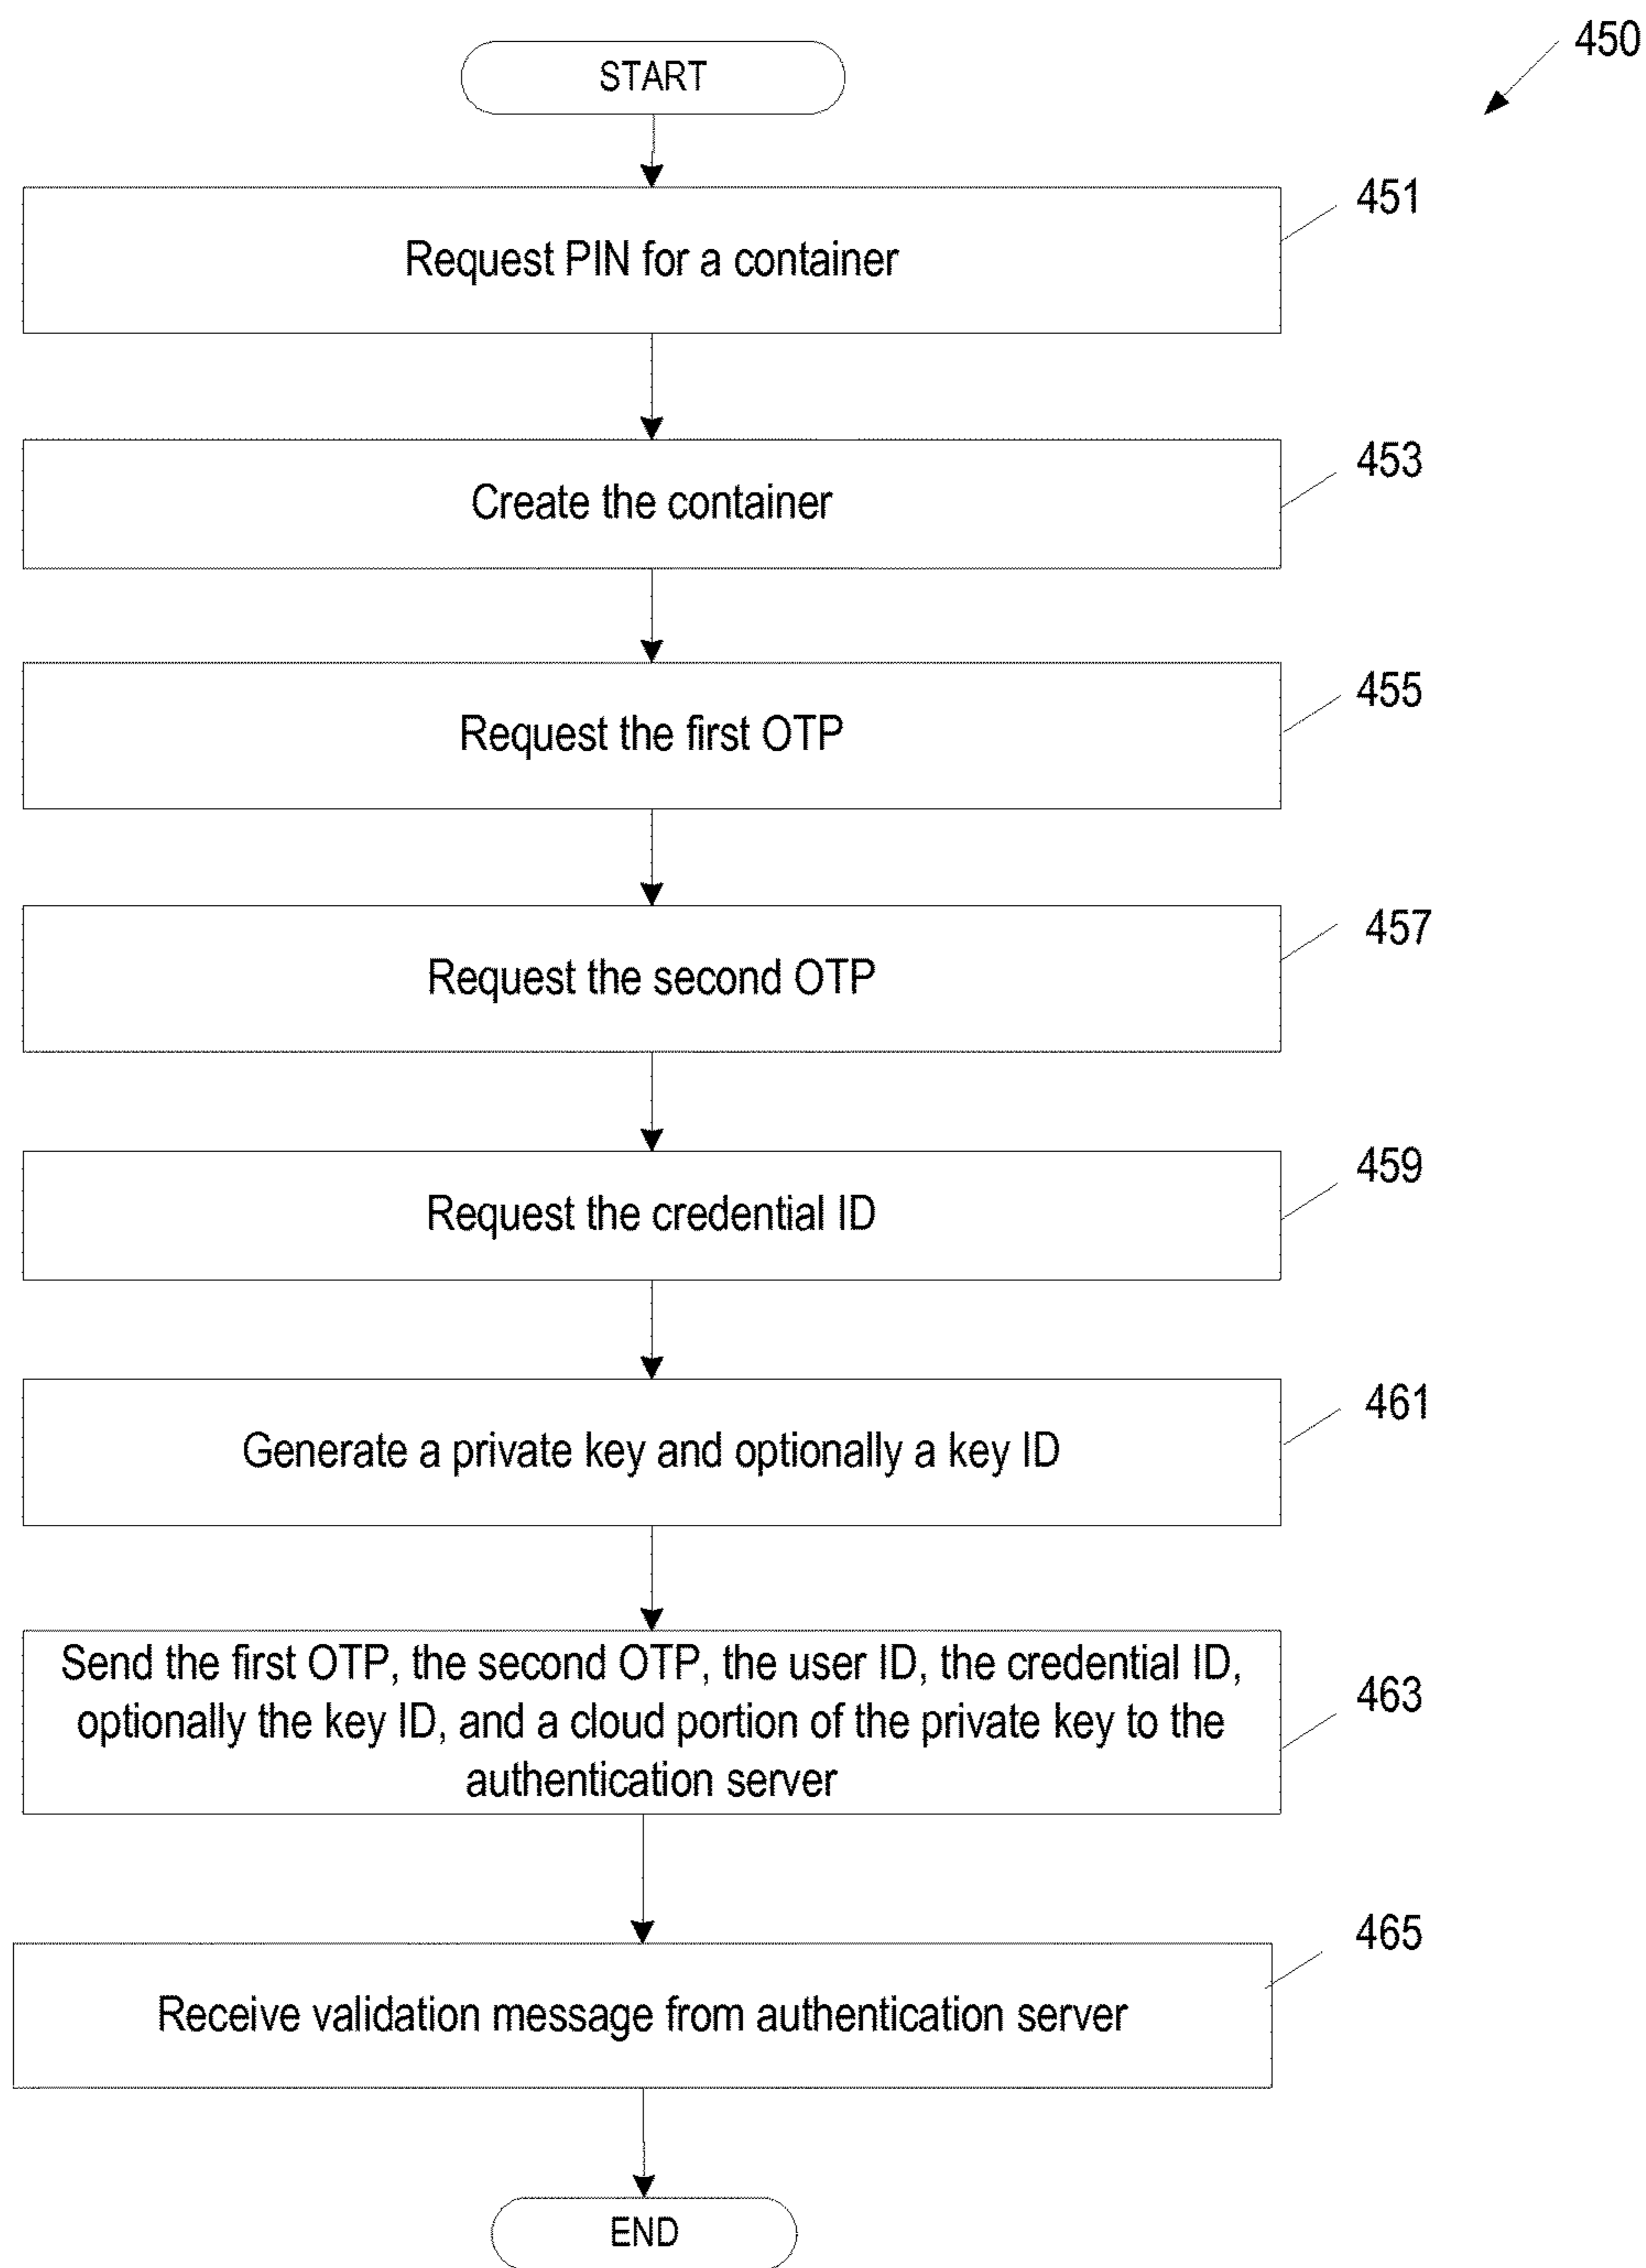 450
START
451
Request PIN for a container
453
Create the container
455
Request the first OTP
457
Request the second OTP
459
Request the credential ID
461
Generate a private key and optionally a key ID
Send the first OTP, the second OTP, the user ID, the credential ID,
optionally the key ID, and a cloud portion of the private key to the
authentication server
463
465
Receive validation message from authentication server
END